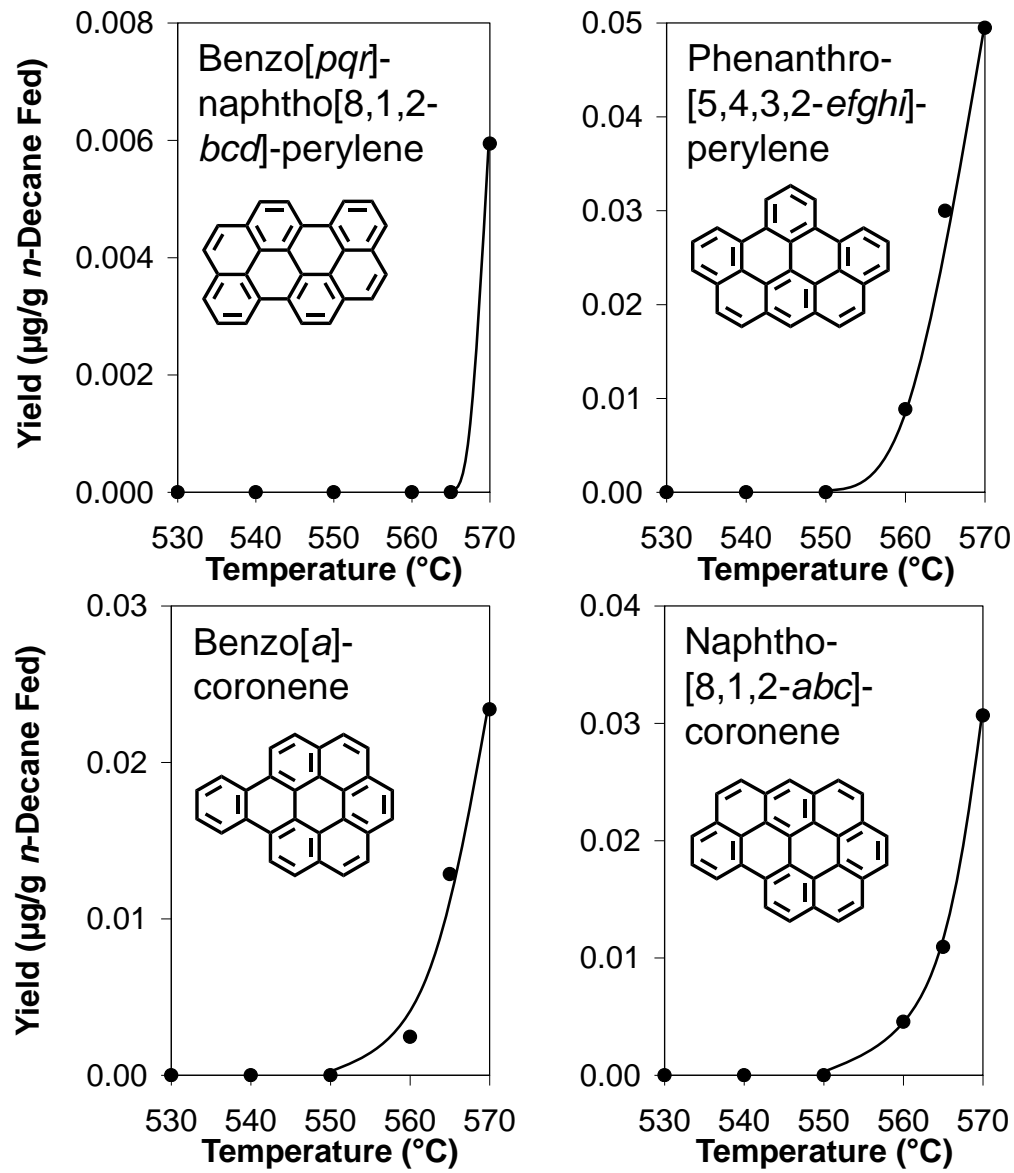 Yield (µg/g n-Decane Fed)
0.008
0.006
0.004
0.002
0.000
Benzo[pqr]-
naphtho[8,1,2-
bcd]-perylene
530 540 550 560 570
Temperature (°C)
0.05
0.04
0.03
0.02
0.01
0.00
Phenanthro-
[5,4,3,2-efghi]-
perylene
530 540 550 560 570
Temperature (°C)
Yield (µg/g n-Decane Fed)
0.03
0.02
0.01
0.00
Benzo[a]-
coronene
530 540 550 560 570
Temperature (°C)
0.04
0.03
0.02
0.01
0.00
Naphtho-
[8,1,2-abc]-
coronene
530 540 550 560 570
Temperature (°C)